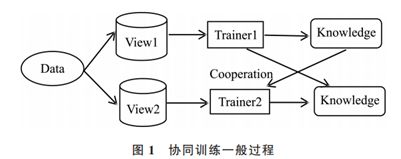 View1
Trainer1
Knowledge
Data
Cooperation
View2
Trainer2
Knowledge
图 1 协同训练一般过程